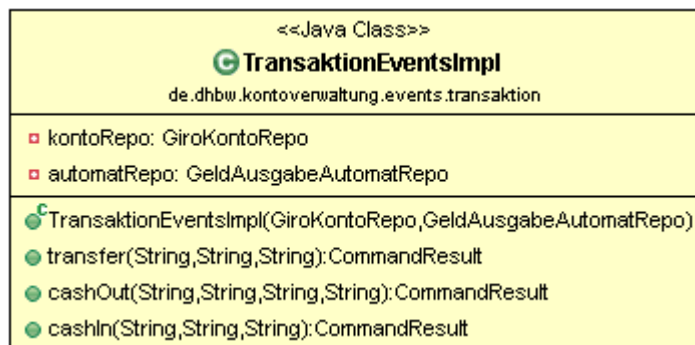 <<Java Class>>
TransaktionEventsImpl
de.dhbw.kontoverwaltung.events.transaktion
kontoRepo: GiroKontoRepo
automatRepo: GeldAusgabeAutomatRepo
TransaktionEventsImpl(GiroKontoRepo,GeldAusgabeAutomatRepo)
transfer(String,String,String):CommandResult
cashOut(String,String,String,String):CommandResult
cashIn(String,String,String):CommandResult